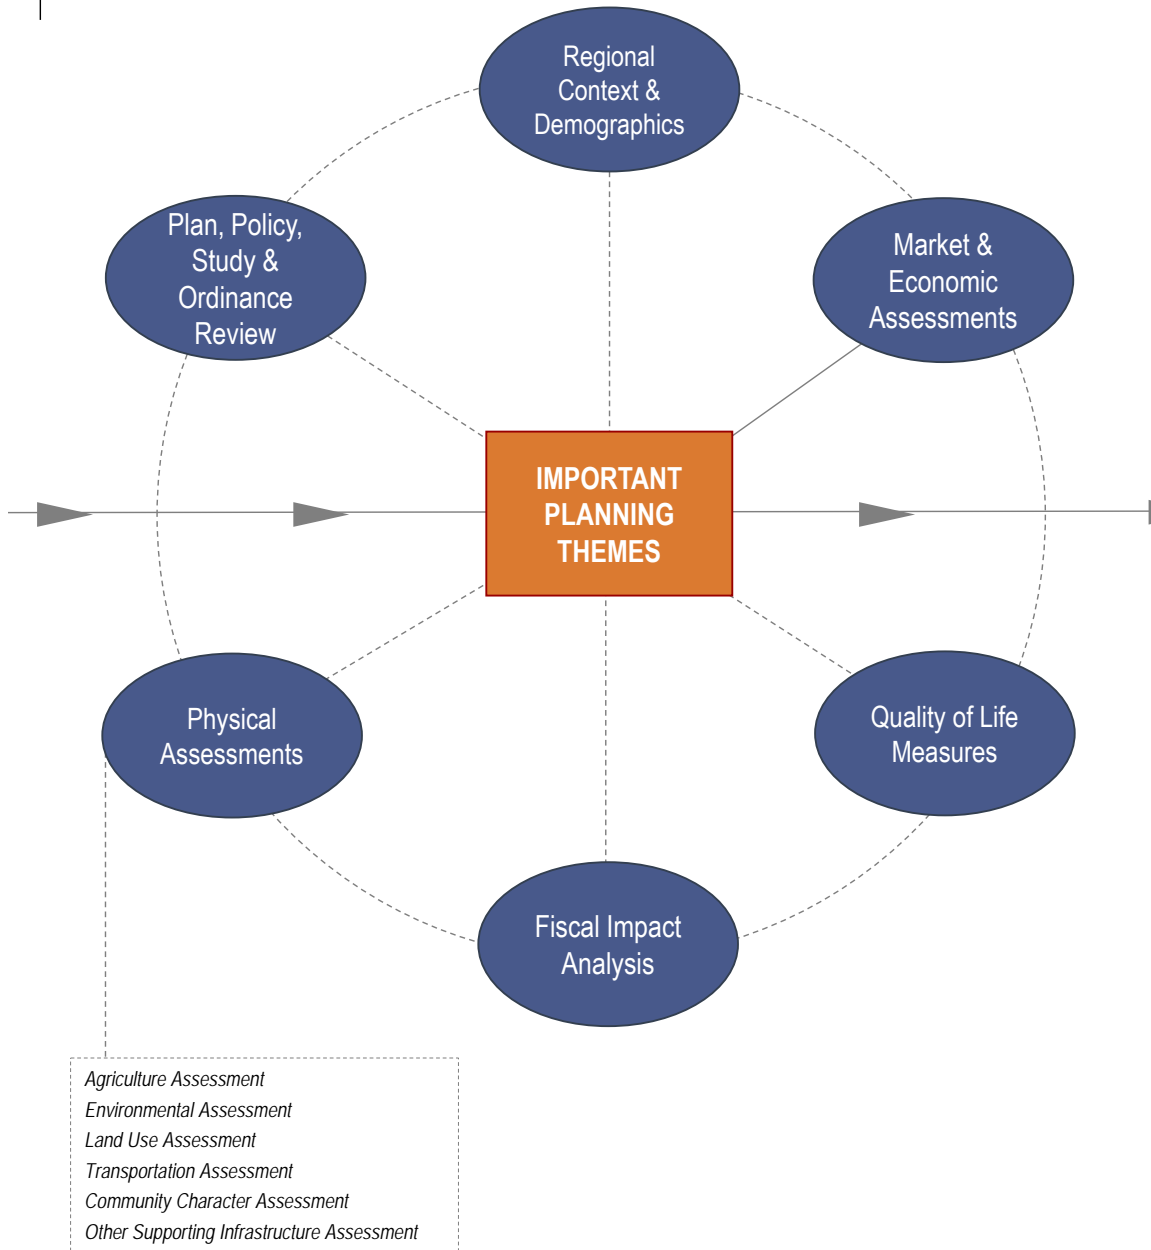 Regional
Context &
Demographics
Plan, Policy,
Study &
Ordinance
Review
Market &
Economic
Assessments
IMPORTANT
PLANNING
THEMES
Physical
Assessments
Quality of Life
Measures
Fiscal Impact
Analysis
Agriculture Assessment
Environmental Assessment
Land Use Assessment
Transportation Assessment
Community Character Assessment
Other Supporting Infrastructure Assessment